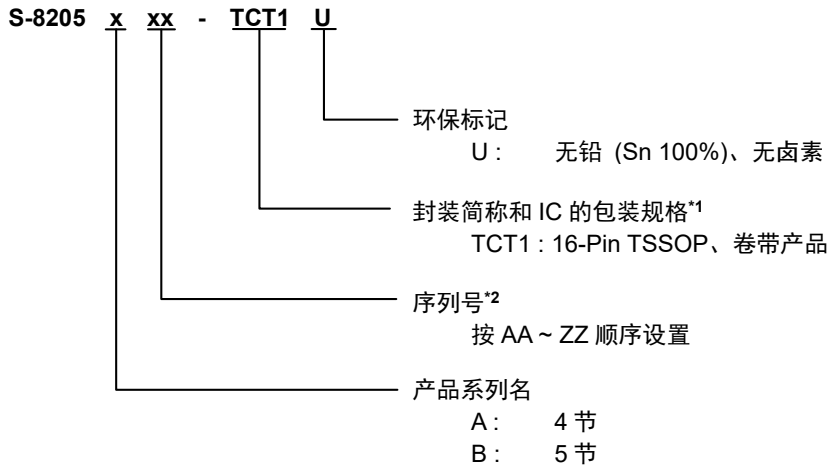 S-8205 x xx - TCT1 U
环保标记
U : 无铅 (Sn 100%)、无卤素
封装简称和 IC 的包装规格*1
TCT1 : 16-Pin TSSOP、卷带产品
序列号*2
按 AA ~ ZZ 顺序设置
产品系列名
A : 4 节
B : 5 节